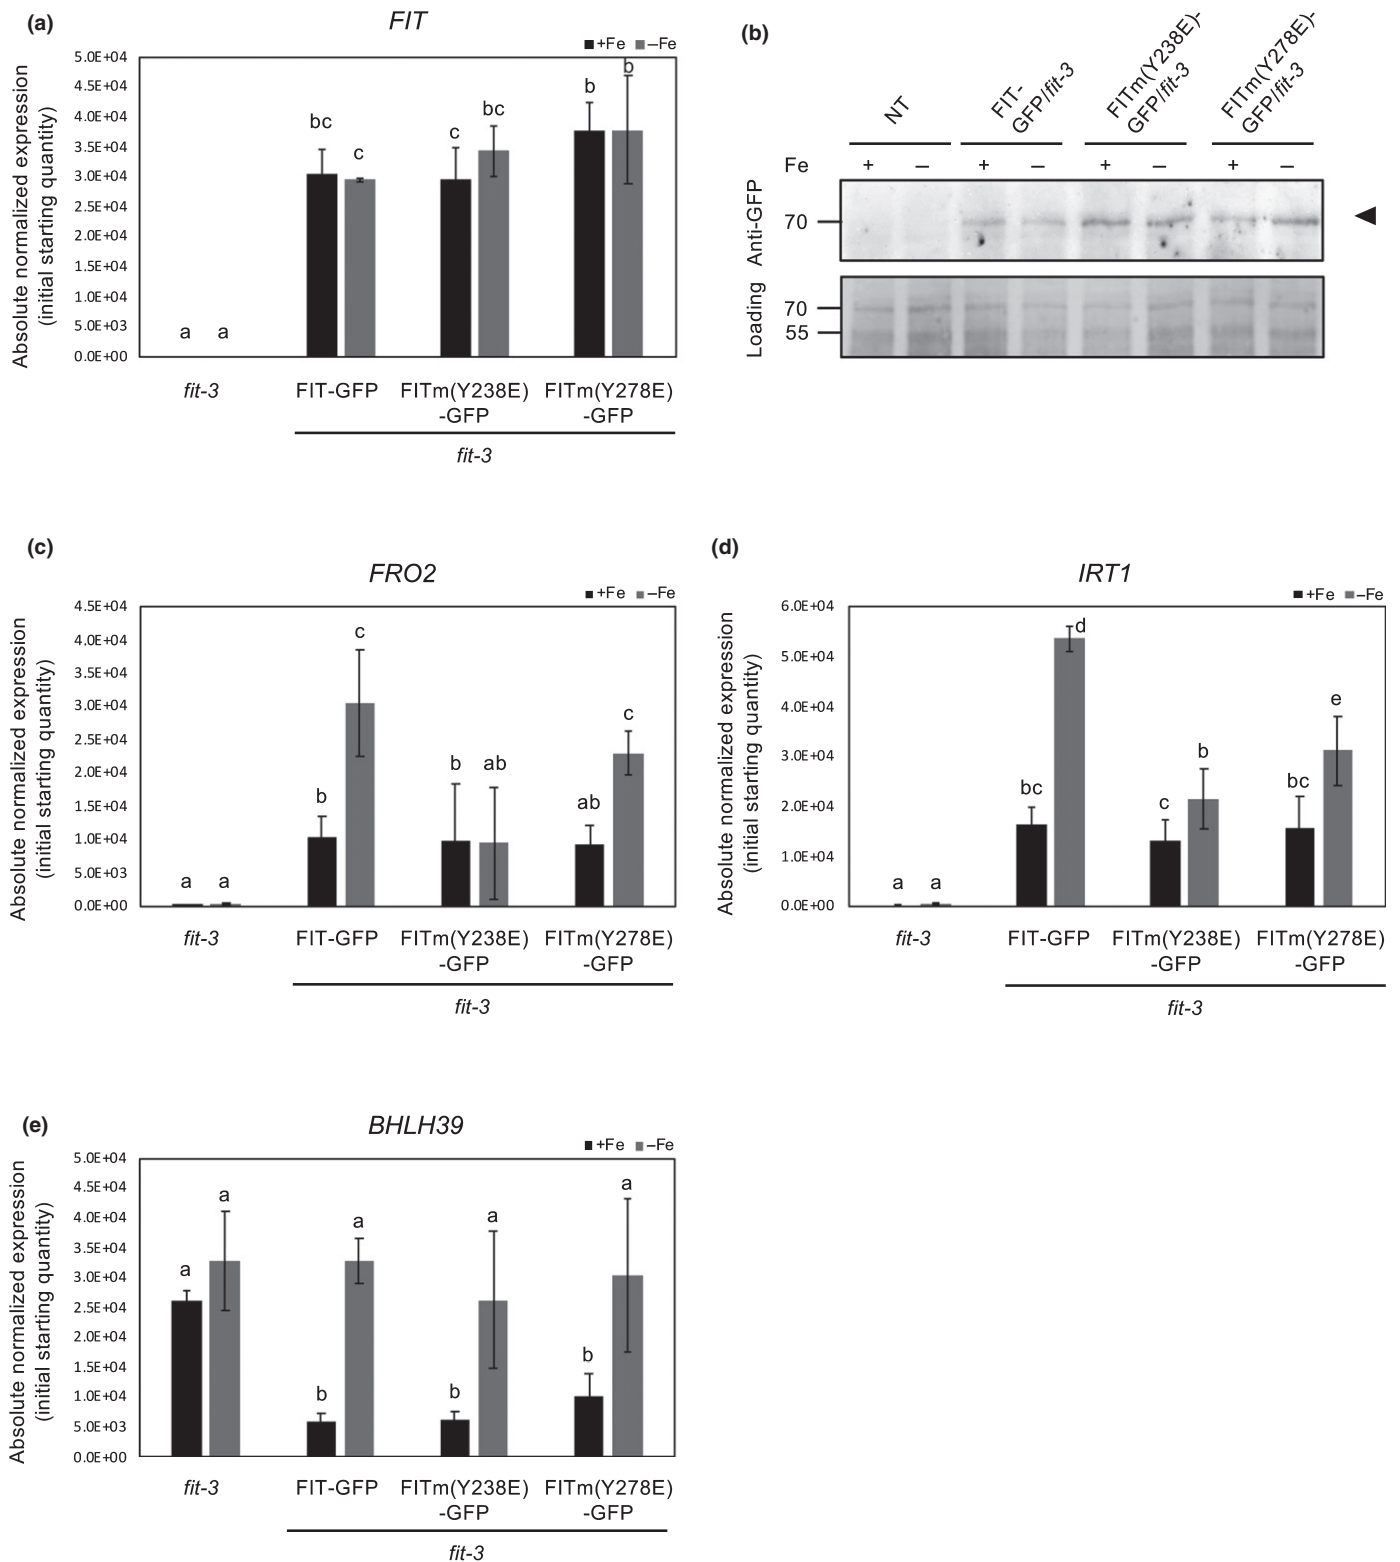 (a)
FIT
+Fe –Fe
Absolute normalized expression
(initial starting quantity)
5.0E+04
4.5E+04
4.0E+04
3.5E+04
3.0E+04
2.5E+04
2.0E+04
1.5E+04
1.0E+04
5.0E+03
0.0E+00
a a bc c c bc b b
fit-3 FIT-GFP FITm(Y238E) FITm(Y278E)
-GFP -GFP
fit-3
(b)
NT
FIT-
GFP/fit-3
FITm(Y238E)-
GFP/fit-3
FITm(Y278E)-
GFP/fit-3
Fe + – + – + – + –
Anti-GFP
70
Loading
70
55
(c)
FRO2
+Fe –Fe
Absolute normalized expression
(initial starting quantity)
4.5E+04
4.0E+04
3.5E+04
3.0E+04
2.5E+04
2.0E+04
1.5E+04
1.0E+04
5.0E+03
0.0E+00
a a b c b ab ab c
fit-3 FIT-GFP FITm(Y238E) FITm(Y278E)
-GFP -GFP
fit-3
(d)
IRT1
+Fe –Fe
Absolute normalized expression
(initial starting quantity)
6.0E+04
5.0E+04
4.0E+04
3.0E+04
2.0E+04
1.0E+04
0.0E+00
a a bc d c b bc e
fit-3 FIT-GFP FITm(Y238E) FITm(Y278E)
-GFP -GFP
fit-3
(e)
BHLH39
+Fe –Fe
Absolute normalized expression
(initial starting quantity)
5.0E+04
4.5E+04
4.0E+04
3.5E+04
3.0E+04
2.5E+04
2.0E+04
1.5E+04
1.0E+04
5.0E+03
0.0E+00
a a b a b a b a
fit-3 FIT-GFP FITm(Y238E) FITm(Y278E)
-GFP -GFP
fit-3